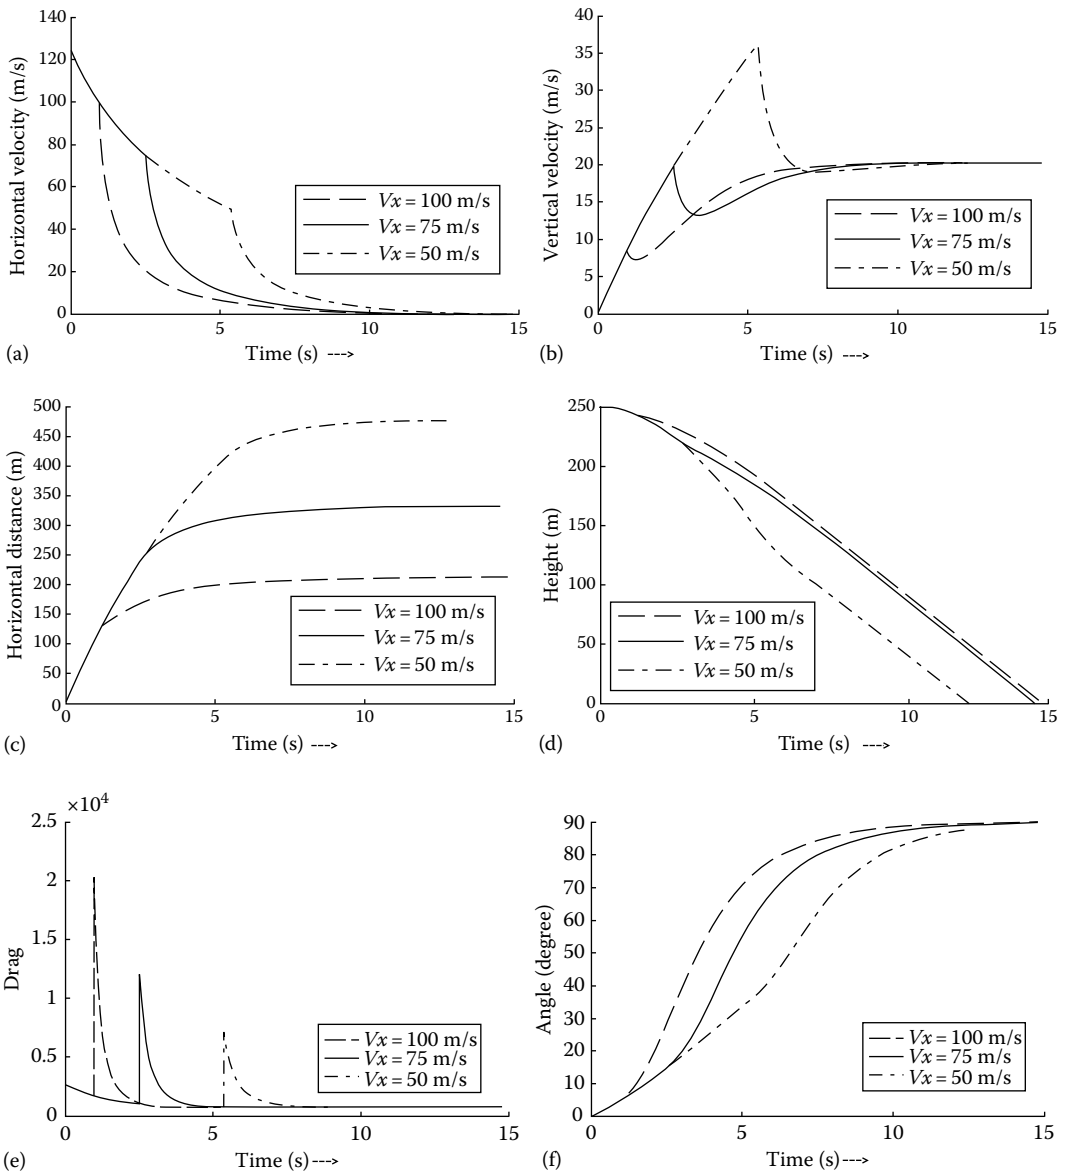 140
120
100
80
60
40
20
0
Horizontal velocity (m/s)
Vx = 100 m/s
Vx = 75 m/s
Vx = 50 m/s
0
5
10
15
(a)
Time (s) --->
40
35
30
25
20
15
10
5
0
Vertical velocity (m/s)
Vx = 100 m/s
Vx = 75 m/s
Vx = 50 m/s
0
5
10
15
(b)
Time (s) --->
500
450
400
350
300
250
200
150
100
50
0
Horizontal distance (m)
Vx = 100 m/s
Vx = 75 m/s
Vx = 50 m/s
0
5
10
15
(c)
Time (s) --->
250
200
150
100
50
0
Height (m)
Vx = 100 m/s
Vx = 75 m/s
Vx = 50 m/s
0
5
10
15
(d)
Time (s) --->
×10⁴
2.5
2
1.5
1
0.5
0
Drag
Vx = 100 m/s
Vx = 75 m/s
Vx = 50 m/s
0
5
10
15
(e)
Time (s) --->
90
80
70
60
50
40
30
20
10
0
Angle (degree)
Vx = 100 m/s
Vx = 75 m/s
Vx = 50 m/s
0
5
10
15
(f)
Time (s) --->